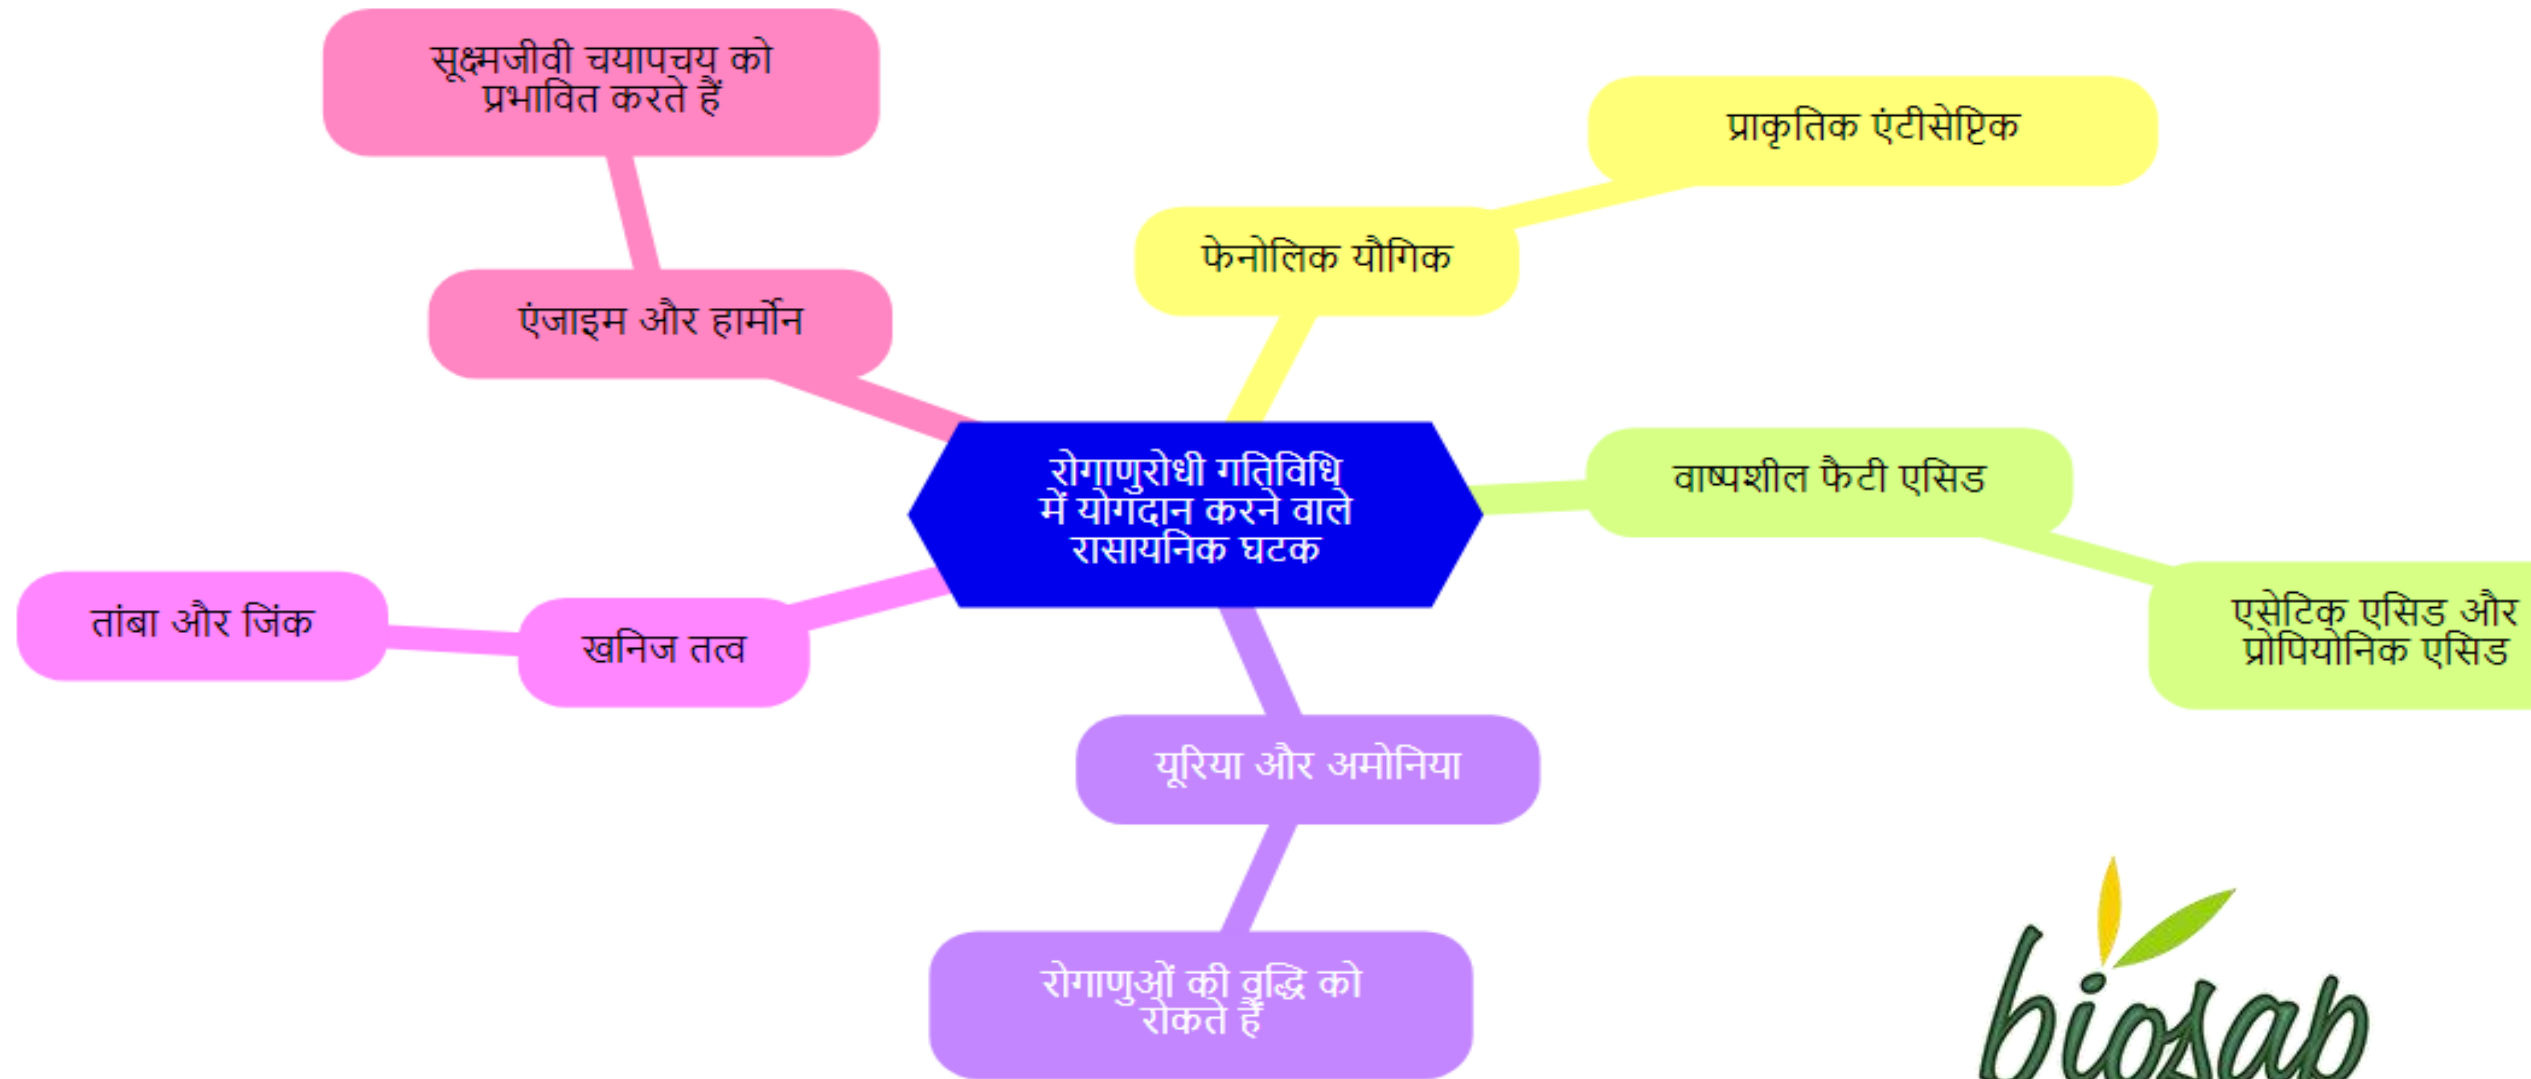 सूक्ष्मजीवी चयापचय को
प्रभावित करते हैं
प्राकृतिक एंटीसेप्टिक
फेनोलिक यौगिक
एंजाइम और हार्मोन
रोगाणुरोधी गतिविधि
में योगदान करने वाले
रासायनिक घटक
वाष्पशील फैटी एसिड
एसेटिक एसिड और
प्रोपियोनिक एसिड
तांबा और जिंक
खनिज तत्व
यूरिया और अमोनिया
रोगाणुओं की वृद्धि को
रोकते हैं
biosap